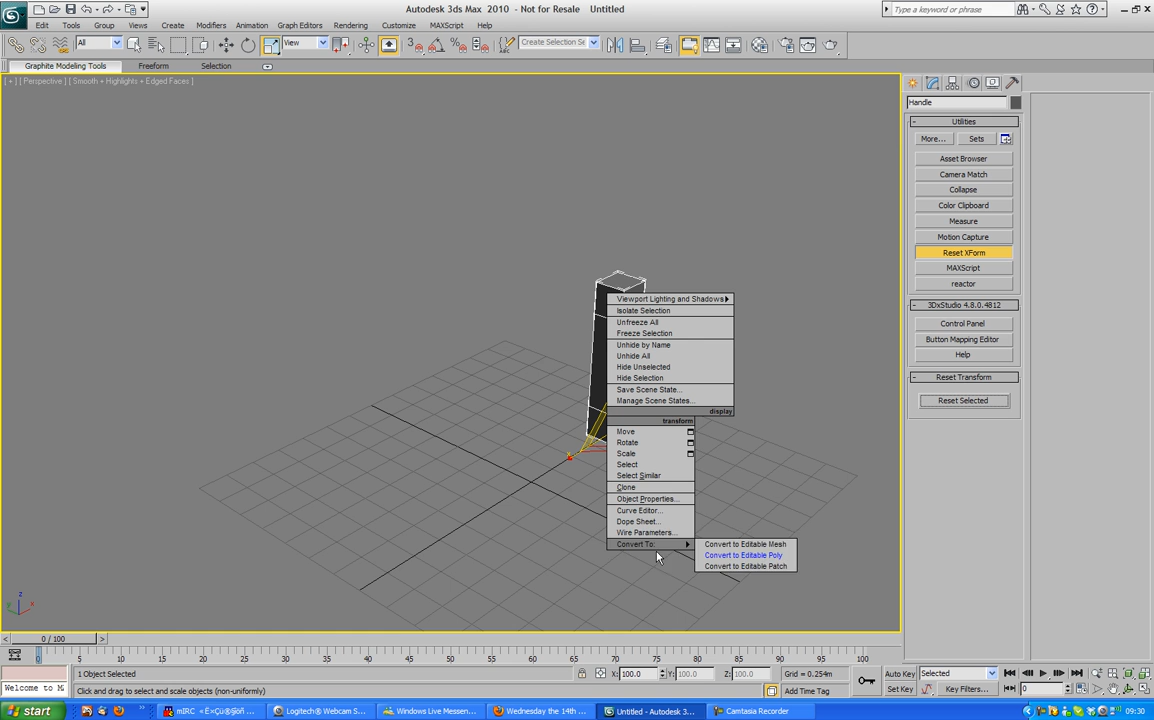 Autodesk 3ds Max 2010 - Not for Resale Untitled
Type a keyword or phrase
Edit Tools Group Views Create Modifiers Animation Graph Editors Rendering Customize MAXScript Help
All View Create Selection Se
Graphite Modeling Tools Freeform Selection
[ + ] [ Perspective ] [ Smooth + Highlights + Edged Faces ]
Handle
- Utilities
More... Sets
Asset Browser
Camera Match
Collapse
Color Clipboard
Measure
Motion Capture
Reset XForm
MAXScript
reactor
- 3DxStudio 4.8.0.4812
Control Panel
Button Mapping Editor
Help
- Reset Transform
Reset Selected
Viewport Lighting and Shadows
Isolate Selection
Unfreeze All
Freeze Selection
Unhide by Name
Unhide All
Hide Unselected
Hide Selection
Save Scene State...
Manage Scene States...
display
transform
Move
Rotate
Scale
Select
Select Similar
Clone
Object Properties...
Curve Editor...
Dope Sheet...
Wire Parameters...
Convert To:
Convert to Editable Mesh
Convert to Editable Poly
Convert to Editable Patch
z
y x
< 0 / 100 >
0 5 10 15 20 25 30 35 40 45 50 55 60 65 70 75 80 85 90 95 100
1 Object Selected X: 100.0 Y: 100.0 Z: 100.0 Grid = 0.254m Auto Key Selected
Welcome to M Click and drag to select and scale objects (non-uniformly) Add Time Tag Set Key Key Filters... 0
start mIRC Logitech® Webcam S... Windows Live Messen... Wednesday the 14th ... Untitled - Autodesk 3... Camtasia Recorder 09:30